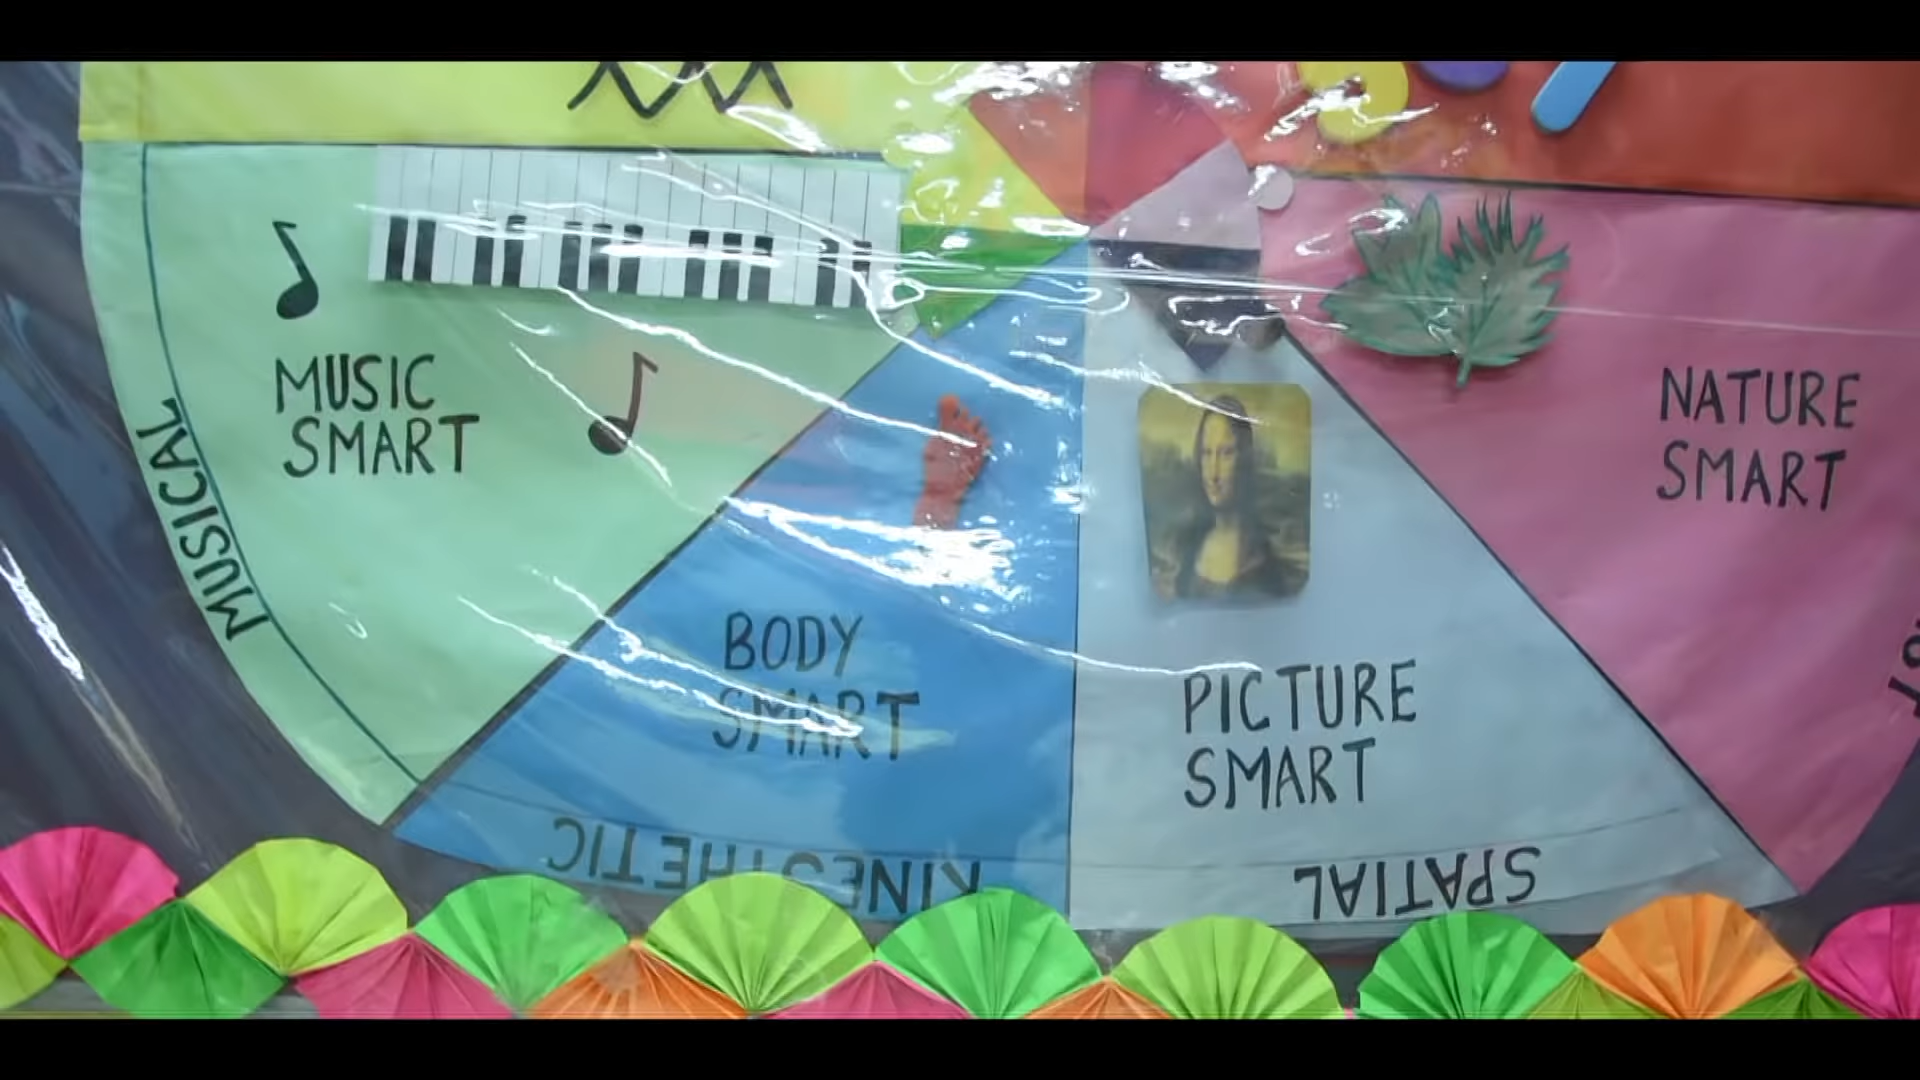 MUSIC
SMART
MUSICAL
BODY
SMART
KINESTHETIC
PICTURE
SMART
SPATIAL
NATURE
SMART